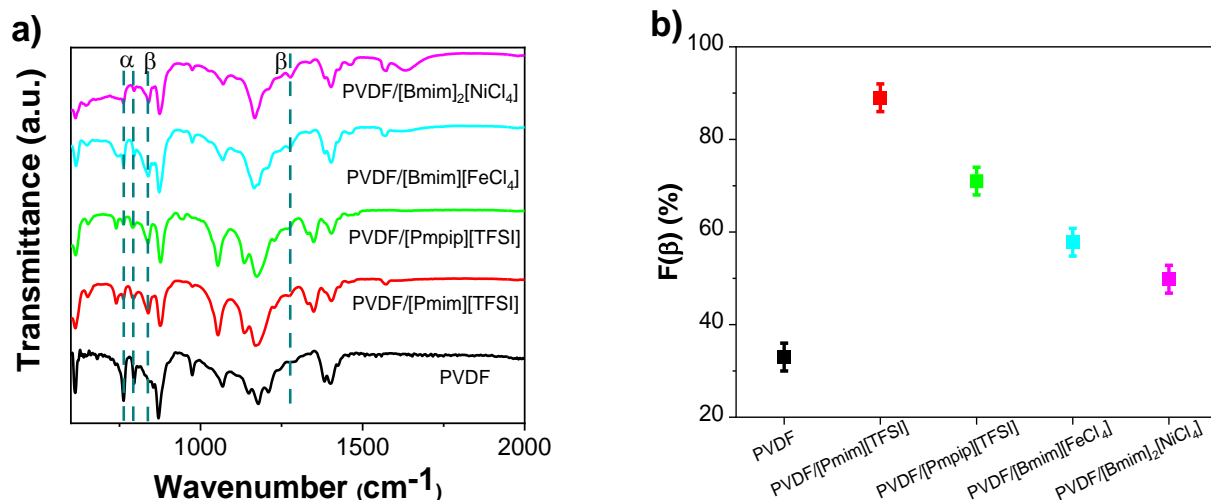 a)
α β β
PVDF/[Bmim]₂[NiCl₄]
PVDF/[Bmim][FeCl₄]
PVDF/[Pmpip][TFSI]
PVDF/[Pmim][TFSI]
PVDF
Transmittance (a.u.)
1000 1500 2000
Wavenumber (cm⁻¹)
b)
100
80
60
40
20
F(β) (%)
PVDF
PVDF/[Pmim][TFSI]
PVDF/[Pmpip][TFSI]
PVDF/[Bmim][FeCl₄]
PVDF/[Bmim]₂[NiCl₄]